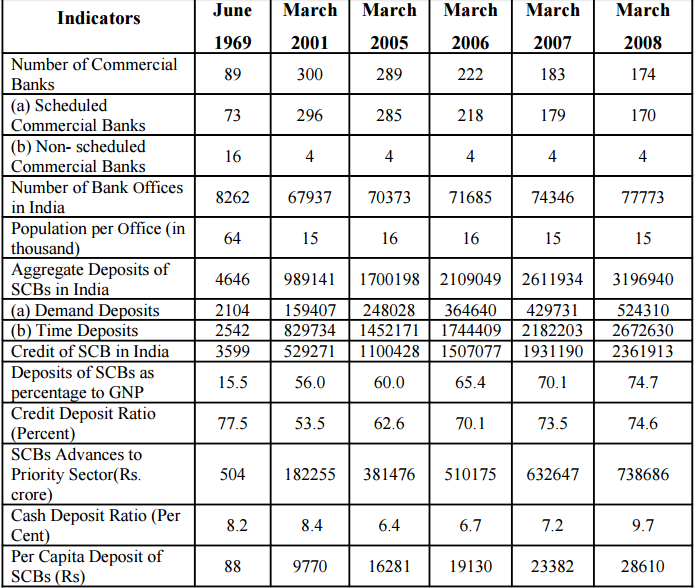 Indicators June 1969 March 2001 March 2005 March 2006 March 2007 March 2008
Number of Commercial Banks 89 300 289 222 183 174
(a) Scheduled Commercial Banks 73 296 285 218 179 170
(b) Non- scheduled Commercial Banks 16 4 4 4 4 4
Number of Bank Offices in India 8262 67937 70373 71685 74346 77773
Population per Office (in thousand) 64 15 16 16 15 15
Aggregate Deposits of SCBs in India 4646 989141 1700198 2109049 2611934 3196940
(a) Demand Deposits 2104 159407 248028 364640 429731 524310
(b) Time Deposits 2542 829734 1452171 1744409 2182203 2672630
Credit of SCB in India 3599 529271 1100428 1507077 1931190 2361913
Deposits of SCBs as percentage to GNP 15.5 56.0 60.0 65.4 70.1 74.7
Credit Deposit Ratio (Percent) 77.5 53.5 62.6 70.1 73.5 74.6
SCBs Advances to Priority Sector(Rs. crore) 504 182255 381476 510175 632647 738686
Cash Deposit Ratio (Per Cent) 8.2 8.4 6.4 6.7 7.2 9.7
Per Capita Deposit of SCBs (Rs) 88 9770 16281 19130 23382 28610